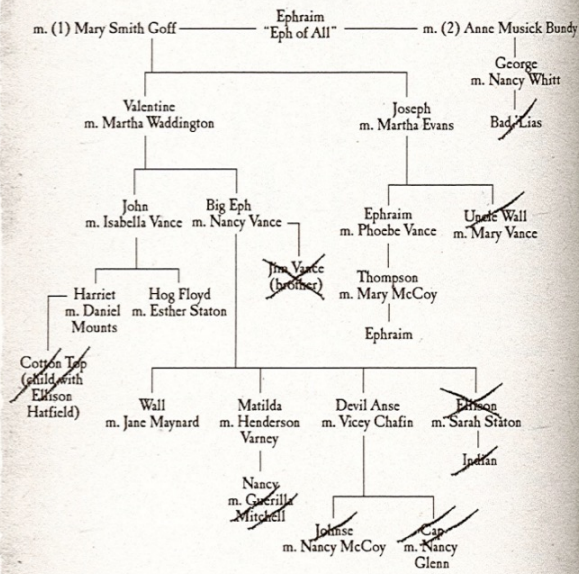 Ephraim
m. (1) Mary Smith Goff
"Eph of All"
m. (2) Anne Musick Bundy
George
m. Nancy Whitt
Bad 'Lias
Valentine
m. Martha Waddington
Joseph
m. Martha Evans
John
m. Isabella Vance
Big Eph
m. Nancy Vance
Jim Vance
(brother)
Ephraim
m. Phoebe Vance
Uncle Wall
m. Mary Vance
Thompson
m. Mary McCoy
Ephraim
Harriet
m. Daniel
Mounts
Hog Floyd
m. Esther Staton
Cotton Top
(child with
Ellison
Hatfield)
Wall
m. Jane Maynard
Matilda
m. Henderson
Varney
Devil Anse
m. Vicey Chafin
Ellison
m. Sarah Staton
Indian
Nancy
m. Guerilla
Mitchell
Johnse
m. Nancy McCoy
Cap
m. Nancy
Glenn